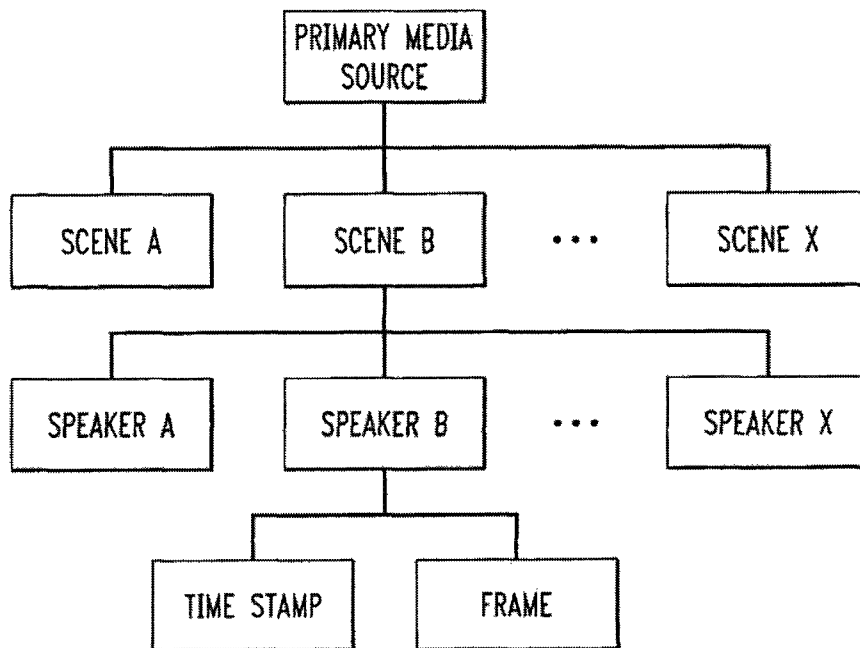 PRIMARY MEDIA
SOURCE
SCENE A
SCENE B
•••
SCENE X
SPEAKER A
SPEAKER B
•••
SPEAKER X
TIME STAMP
FRAME